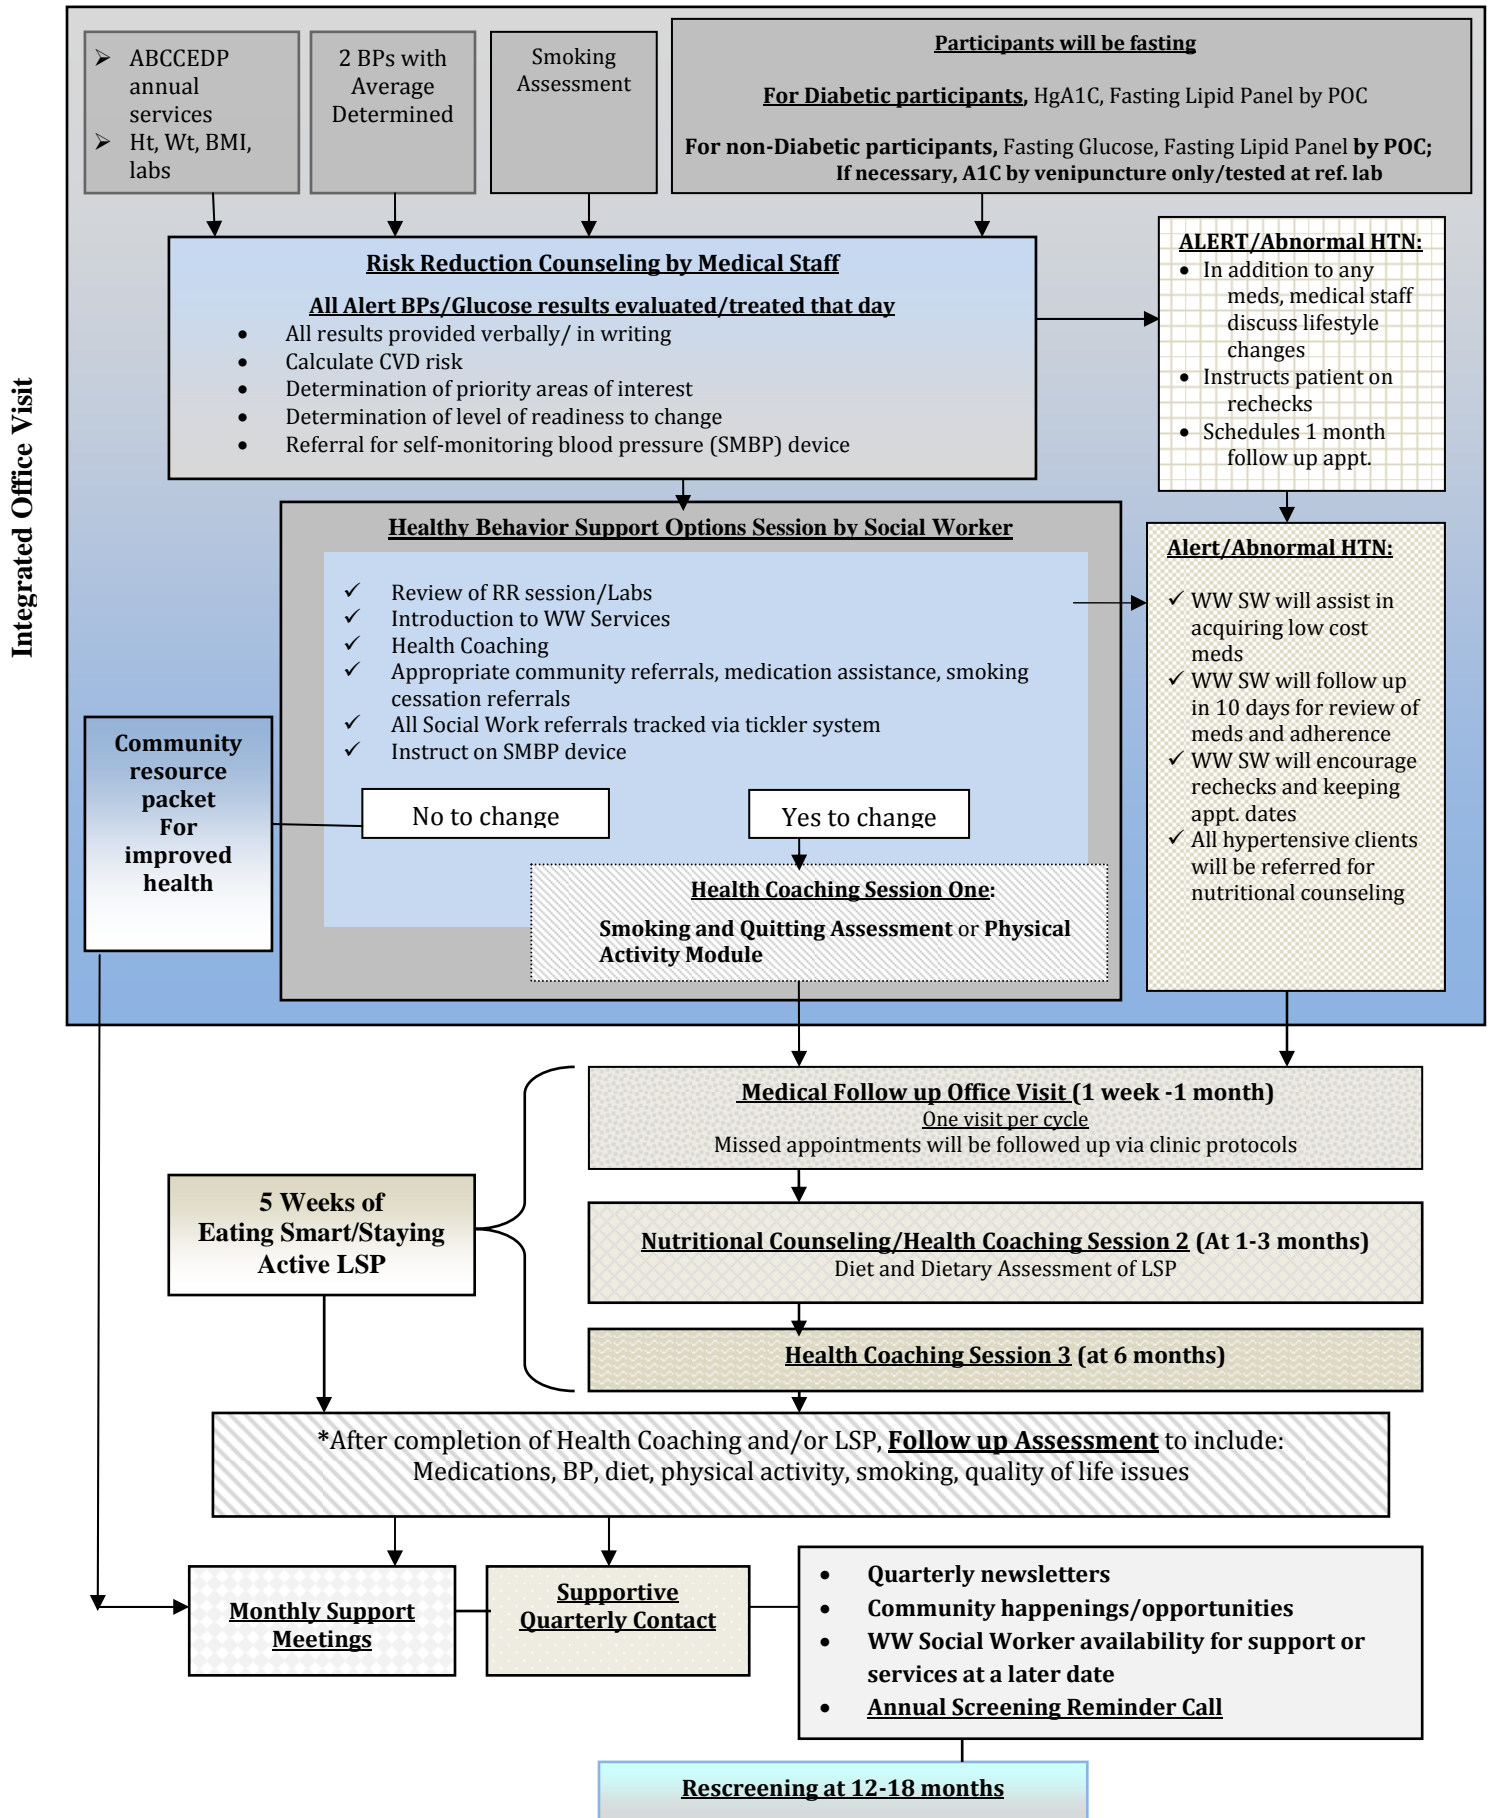 Integrated Office Visit
➢ ABCCEDP
annual
services
➢ Ht, Wt, BMI,
labs
2 BPs with
Average
Determined
Smoking
Assessment
Participants will be fasting
For Diabetic participants, HgA1C, Fasting Lipid Panel by POC
For non-Diabetic participants, Fasting Glucose, Fasting Lipid Panel by POC;
If necessary, A1C by venipuncture only/tested at ref. lab
Risk Reduction Counseling by Medical Staff
All Alert BPs/Glucose results evaluated/treated that day
• All results provided verbally/ in writing
• Calculate CVD risk
• Determination of priority areas of interest
• Determination of level of readiness to change
• Referral for self-monitoring blood pressure (SMBP) device
ALERT/Abnormal HTN:
• In addition to any
meds, medical staff
discuss lifestyle
changes
• Instructs patient on
rechecks
• Schedules 1 month
follow up appt.
Healthy Behavior Support Options Session by Social Worker
✓ Review of RR session/Labs
✓ Introduction to WW Services
✓ Health Coaching
✓ Appropriate community referrals, medication assistance, smoking
cessation referrals
✓ All Social Work referrals tracked via tickler system
✓ Instruct on SMBP device
No to change
Yes to change
Health Coaching Session One:
Smoking and Quitting Assessment or Physical
Activity Module
Alert/Abnormal HTN:
✓ WW SW will assist in
acquiring low cost
meds
✓ WW SW will follow up
in 10 days for review of
meds and adherence
✓ WW SW will encourage
rechecks and keeping
appt. dates
✓ All hypertensive clients
will be referred for
nutritional counseling
Community
resource
packet
For
improved
health
Medical Follow up Office Visit (1 week -1 month)
One visit per cycle
Missed appointments will be followed up via clinic protocols
5 Weeks of
Eating Smart/Staying
Active LSP
Nutritional Counseling/Health Coaching Session 2 (At 1-3 months)
Diet and Dietary Assessment of LSP
Health Coaching Session 3 (at 6 months)
*After completion of Health Coaching and/or LSP, Follow up Assessment to include:
Medications, BP, diet, physical activity, smoking, quality of life issues
Monthly Support
Meetings
Supportive
Quarterly Contact
• Quarterly newsletters
• Community happenings/opportunities
• WW Social Worker availability for support or
services at a later date
• Annual Screening Reminder Call
Rescreening at 12-18 months